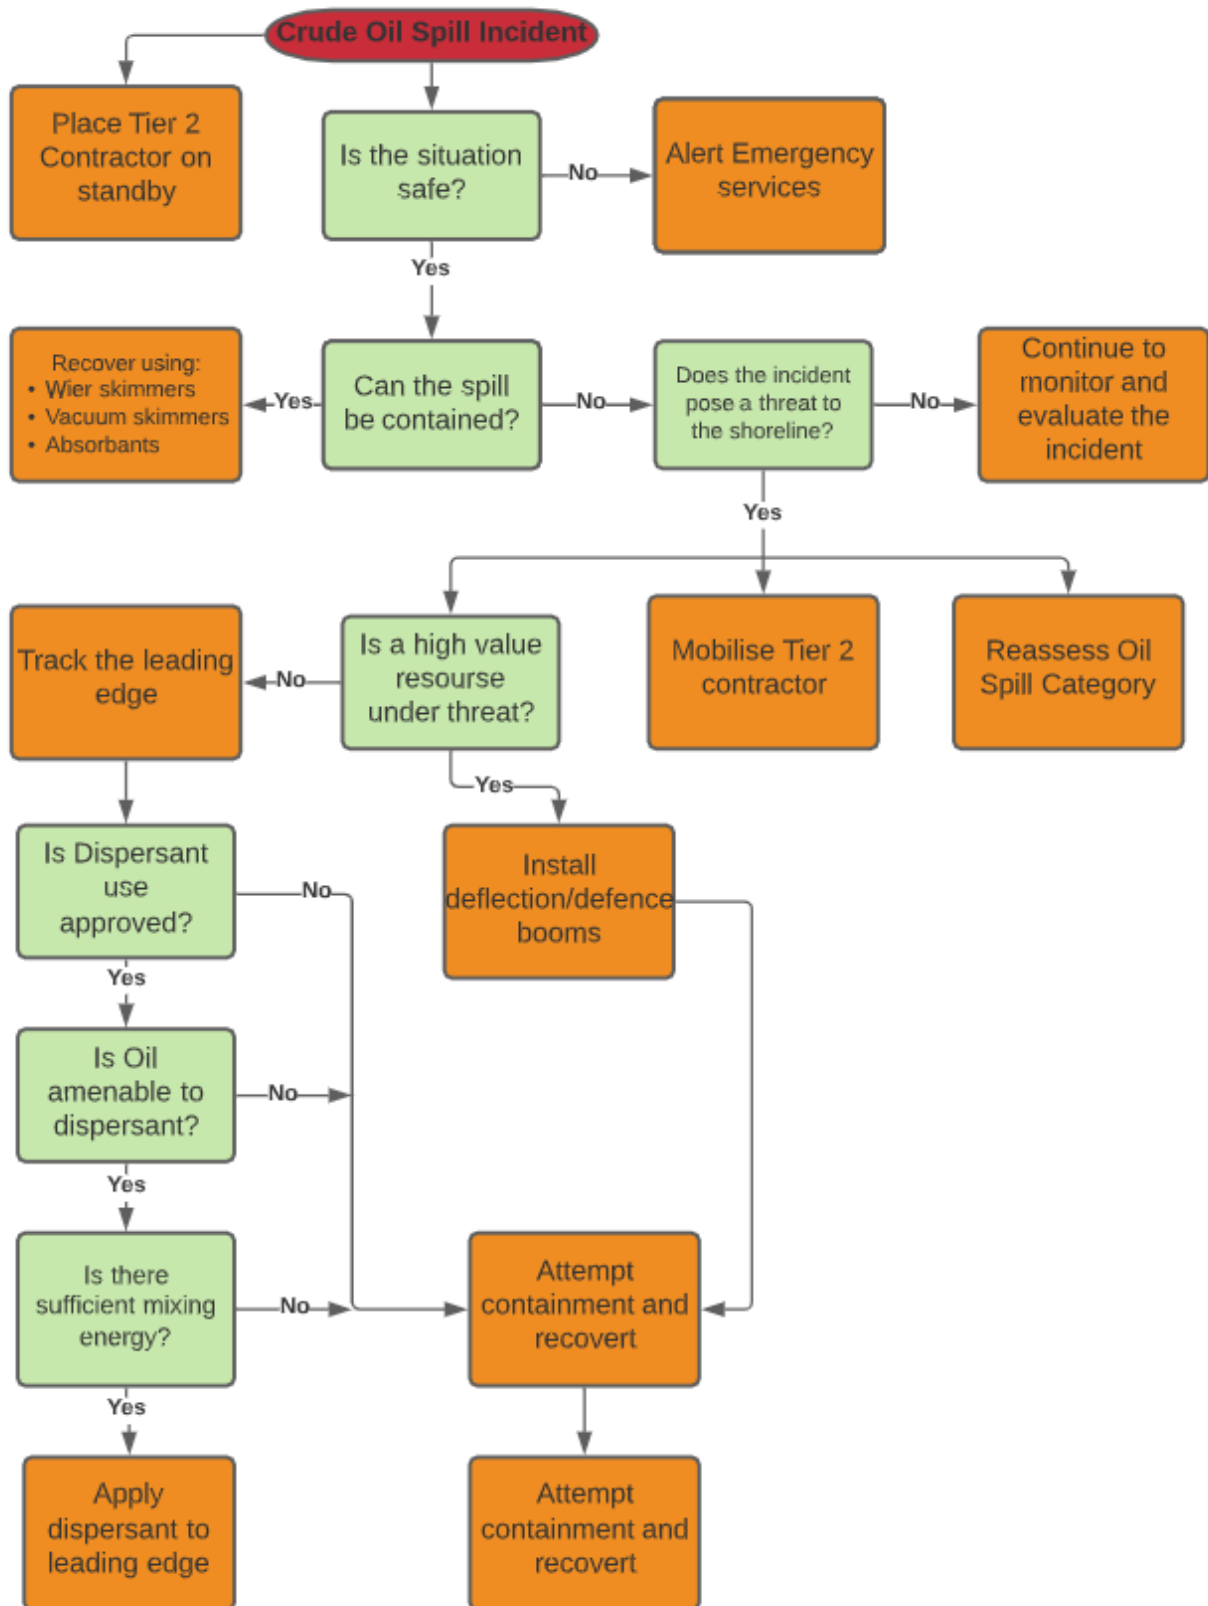 Crude Oil Spill Incident
Place Tier 2
Contractor on
standby
Is the situation
safe?
No
Alert Emergency
services
Yes
Recover using:
• Wier skimmers
• Vacuum skimmers
• Absorbants
Yes
Can the spill
be contained?
No
Does the incident
pose a threat to
the shoreline?
No
Continue to
monitor and
evaluate the
incident
Yes
Track the leading
edge
No
Is a high value
resourse
under threat?
Mobilise Tier 2
contractor
Reassess Oil
Spill Category
Yes
Is Dispersant
use
approved?
No
Install
deflection/defence
booms
Yes
Is Oil
amenable to
dispersant?
No
Yes
Is there
sufficient mixing
energy?
No
Attempt
containment and
recovert
Yes
Apply
dispersant to
leading edge
Attempt
containment and
recovert